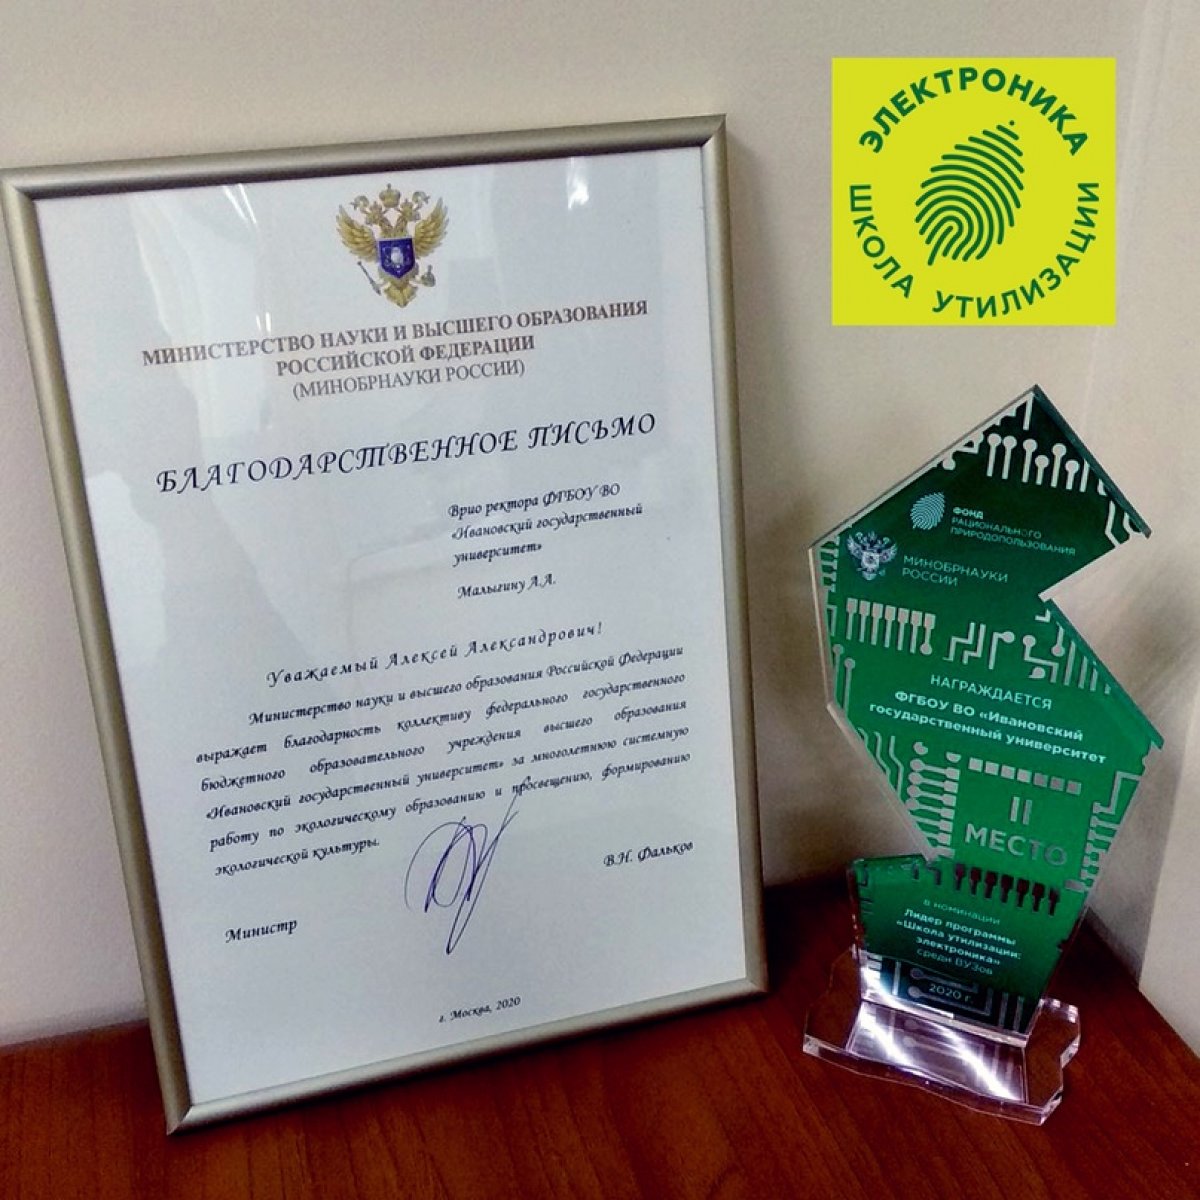 МИНИСТЕРСТВО НАУКИ И ВЫСШЕГО ОБРАЗОВАНИЯ
РОССИЙСКОЙ ФЕДЕРАЦИИ
(МИНОБРНАУКИ РОССИИ)
БЛАГОДАРСТВЕННОЕ ПИСЬМО
Врио ректора ФГБОУ ВО
«Ивановский государственный
университет»
Малыгину А.А.
Уважаемый Алексей Александрович!
Министерство науки и высшего образования Российской Федерации
выражает благодарность коллективу федерального государственного
бюджетного образовательного учреждения высшего образования
«Ивановский государственный университет» за многолетнюю системную
работу по экологическому образованию и просвещению, формированию
экологической культуры.
Министр В.Н. Фальков
г. Москва, 2020
ЭЛЕКТРОНИКА
ШКОЛА УТИЛИЗАЦИИ
ФОНД
РАЦИОНАЛЬНОГО
ПРИРОДОПОЛЬЗОВАНИЯ
МИНОБРНАУКИ
РОССИИ
НАГРАЖДАЕТСЯ
ФГБОУ ВО «Ивановский
государственный университет
II
МЕСТО
в номинации
Лидер программы
«Школа утилизации:
электроника»
среди ВУЗов
2020 г.